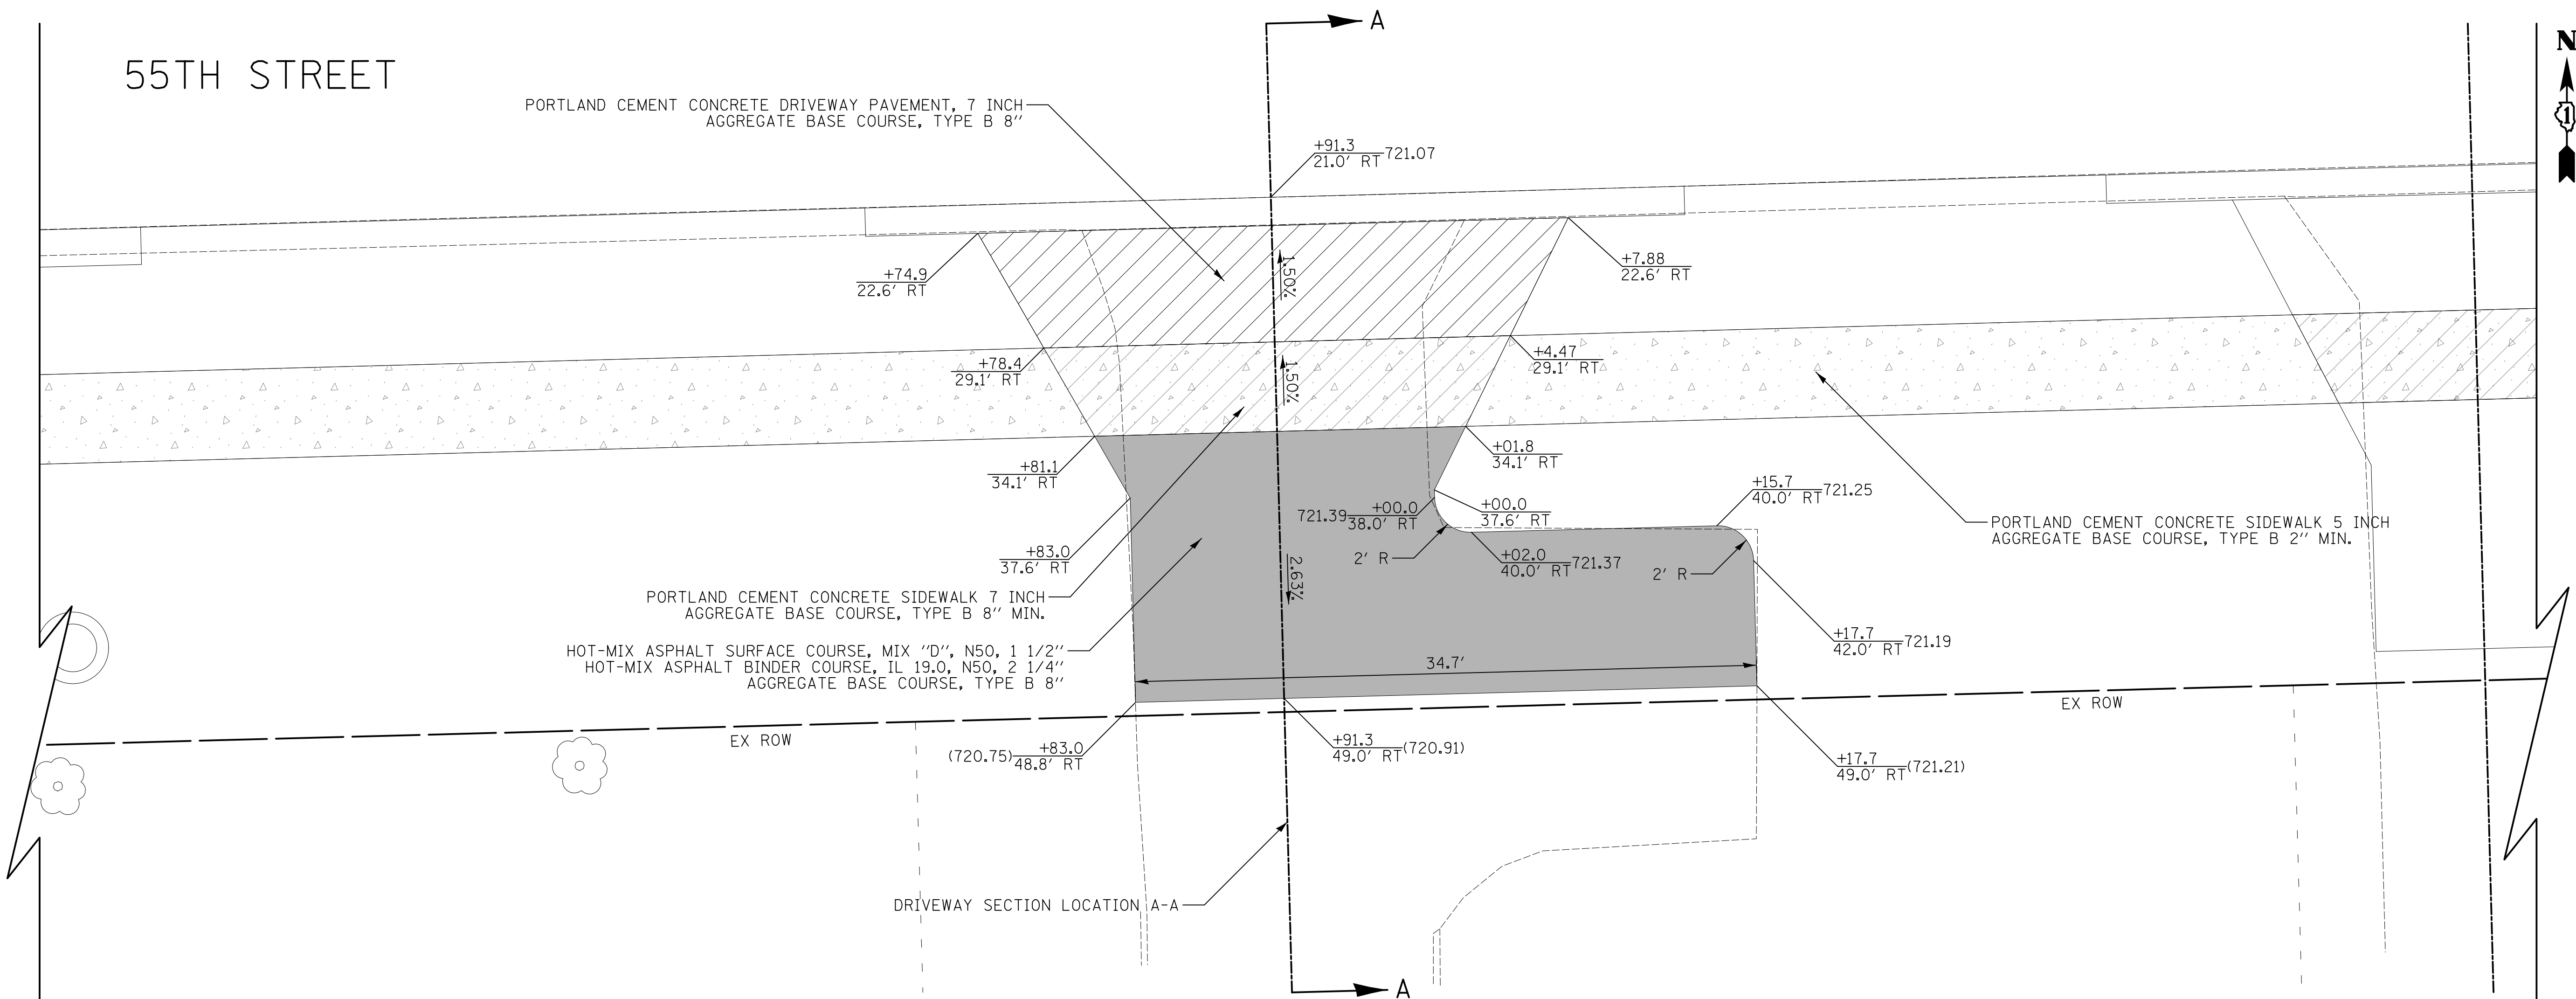 A
N
55TH STREET
1
PORTLAND CEMENT CONCRETE DRIVEWAY PAVEMENT, 7 INCH
AGGREGATE BASE COURSE, TYPE B 8"
+91.3
21.0' RT 721.07
+74.9
22.6' RT
1.50%
+7.88
22.6' RT
+78.4
29.1' RT
1.50%
+4.47
29.1' RT
+81.1
34.1' RT
+01.8
34.1' RT
+15.7
40.0' RT 721.25
721.39 +00.0
38.0' RT
+00.0
37.6' RT
PORTLAND CEMENT CONCRETE SIDEWALK 5 INCH
AGGREGATE BASE COURSE, TYPE B 2" MIN.
+83.0
37.6' RT
2.63%
2' R
+02.0
40.0' RT 721.37
2' R
PORTLAND CEMENT CONCRETE SIDEWALK 7 INCH
AGGREGATE BASE COURSE, TYPE B 8" MIN.
+17.7
42.0' RT 721.19
HOT-MIX ASPHALT SURFACE COURSE, MIX "D", N50, 1 1/2"
HOT-MIX ASPHALT BINDER COURSE, IL 19.0, N50, 2 1/4"
AGGREGATE BASE COURSE, TYPE B 8"
34.7'
EX ROW
EX ROW
(720.75) +83.0
48.8' RT
+91.3
49.0' RT (720.91)
+17.7
49.0' RT (721.21)
DRIVEWAY SECTION LOCATION A-A
A